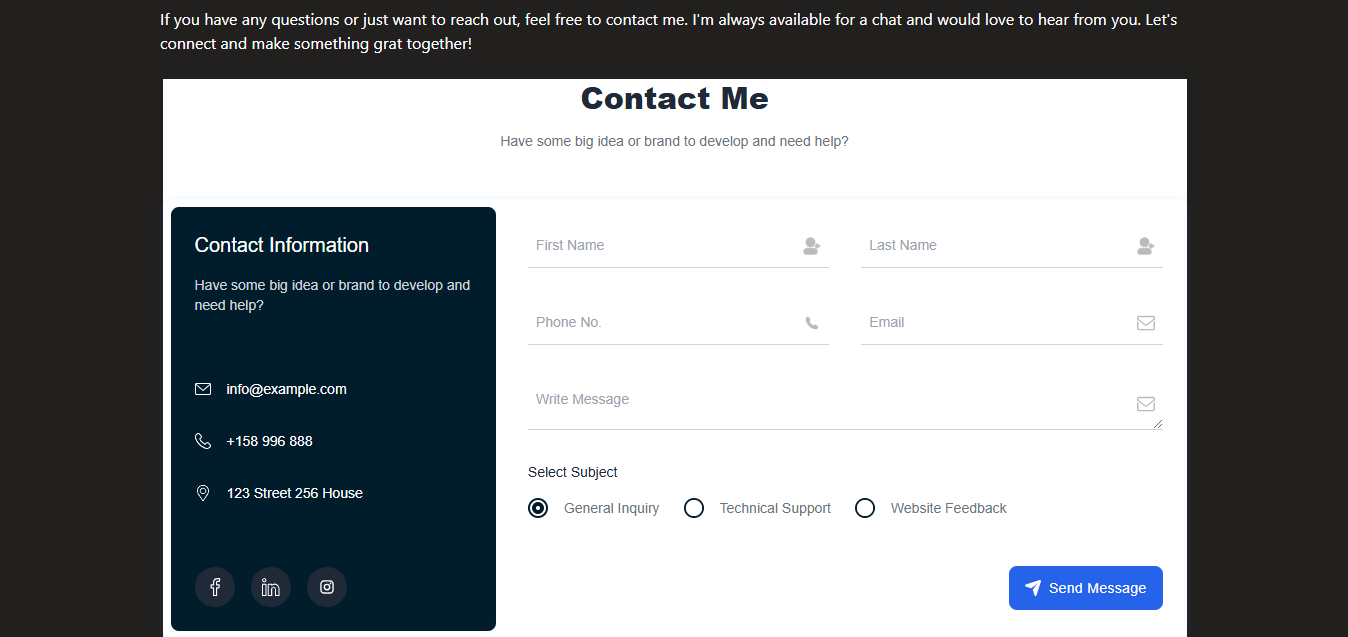 If you have any questions or just want to reach out, feel free to contact me. I'm always available for a chat and would love to hear from you. Let's
connect and make something grat together!
Contact Me
Have some big idea or brand to develop and need help?
Contact Information
Have some big idea or brand to develop and
need help?
info@example.com
+158 996 888
123 Street 256 House
First Name
Last Name
Phone No.
Email
Write Message
Select Subject
General Inquiry
Technical Support
Website Feedback
Send Message